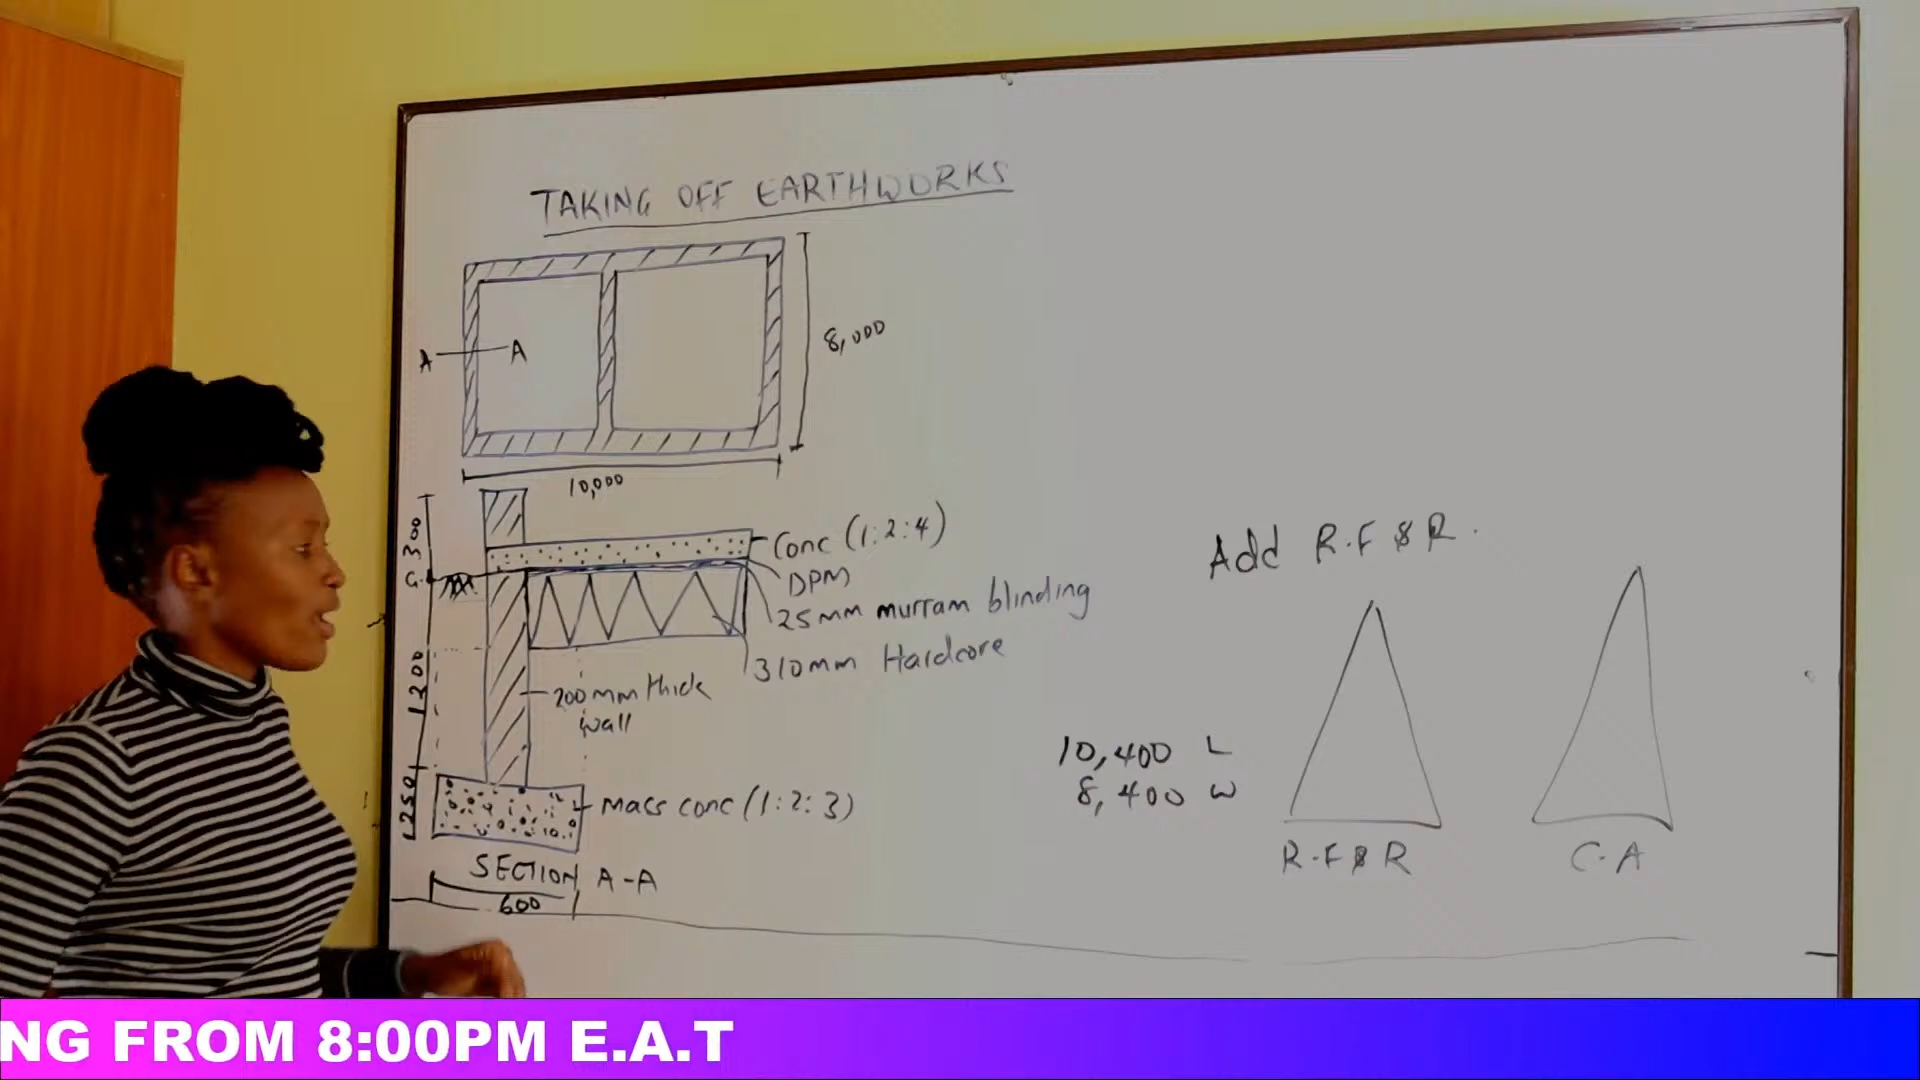 TAKING OFF EARTHWORKS
8,000
A A
10,000
300
G.
Conc (1:2:4)
DPM
25mm murram blinding
310mm Hardcore
1200
200mm thick
wall
1250
mass conc (1:2:3)
SECTION A-A
600
Add R.F & R.
10,400 L
8,400 W
R.F & R
C.A
NG FROM 8:00PM E.A.T